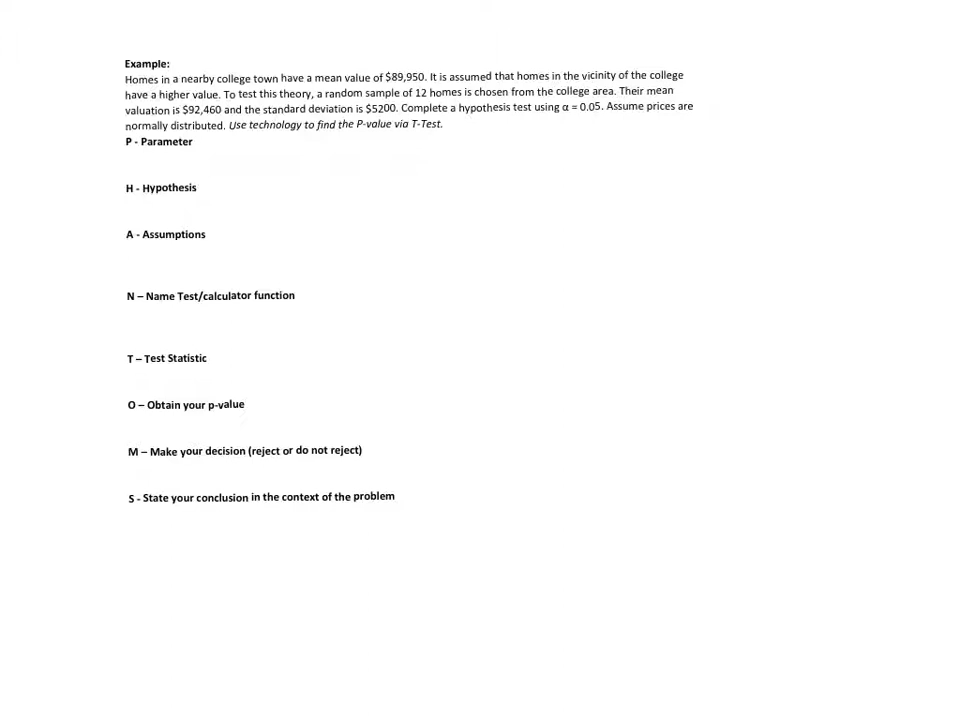 Example:
Homes in a nearby college town have a mean value of $89,950. It is assumed that homes in the vicinity of the college
have a higher value. To test this theory, a random sample of 12 homes is chosen from the college area. Their mean
valuation is $92,460 and the standard deviation is $5200. Complete a hypothesis test using α = 0.05. Assume prices are
normally distributed. Use technology to find the P-value via T-Test.
P - Parameter
H - Hypothesis
A - Assumptions
N – Name Test/calculator function
T – Test Statistic
O – Obtain your p-value
M – Make your decision (reject or do not reject)
S - State your conclusion in the context of the problem